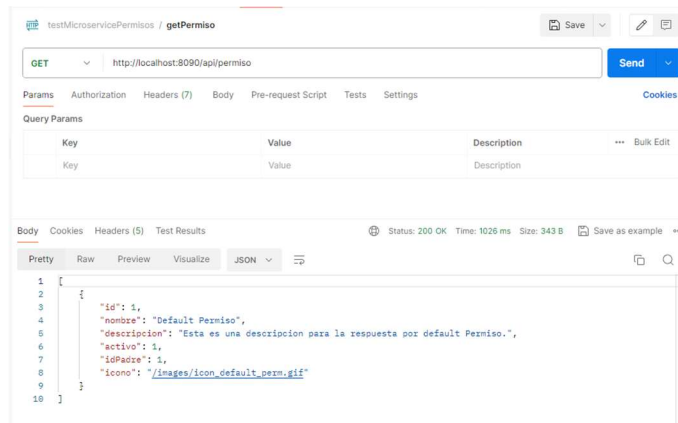 HTTP testMicroservicePermisos / getPermiso Save
GET http://localhost:8090/api/permiso Send
Params Authorization Headers (7) Body Pre-request Script Tests Settings Cookies
Query Params
Key Value Description ••• Bulk Edit
Key Value Description
Body Cookies Headers (5) Test Results Status: 200 OK Time: 1026 ms Size: 343 B Save as example
Pretty Raw Preview Visualize JSON
1 [
2 {
3 "id": 1,
4 "nombre": "Default Permiso",
5 "descripcion": "Esta es una descripcion para la respuesta por default Permiso.",
6 "activo": 1,
7 "idPadre": 1,
8 "icono": "/images/icon_default_perm.gif"
9 }
10 ]